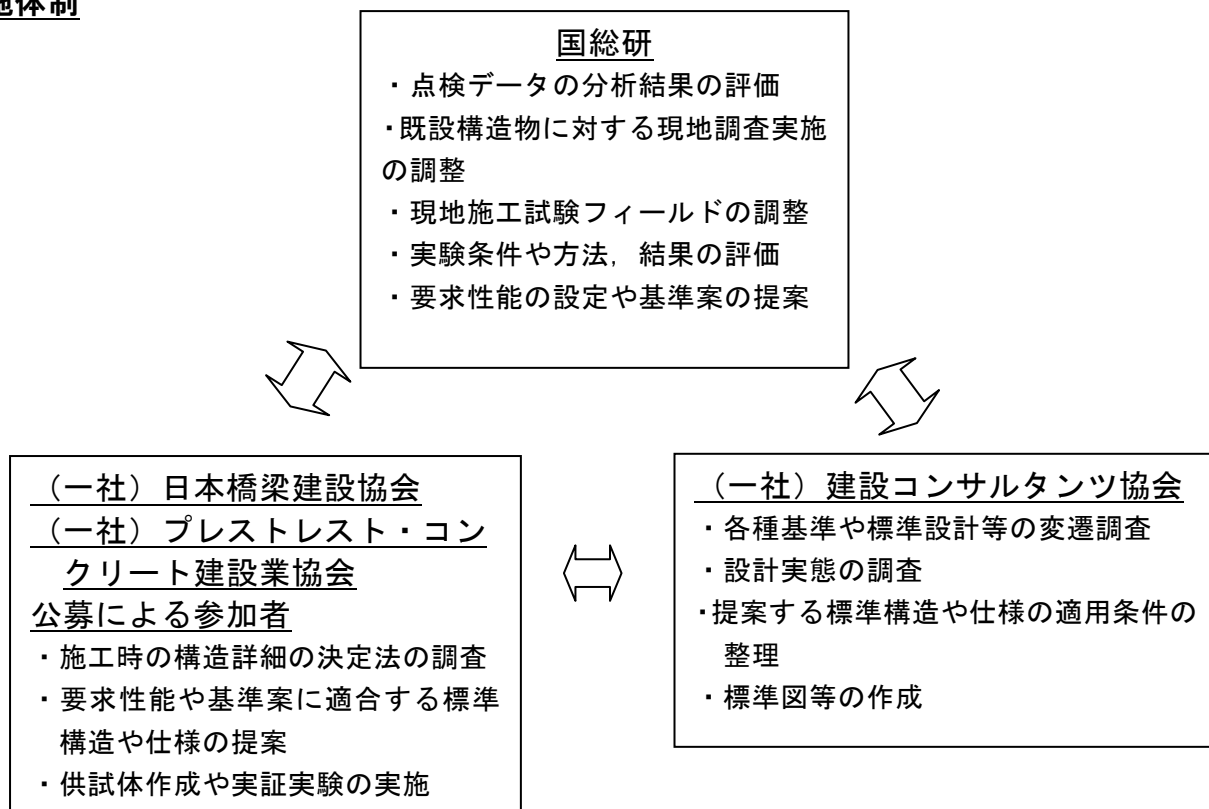 施体制
国総研
・点検データの分析結果の評価
・既設構造物に対する現地調査実施
の調整
・現地施工試験フィールドの調整
・実験条件や方法，結果の評価
・要求性能の設定や基準案の提案
（一社）日本橋梁建設協会
（一社）プレストレスト・コン
クリート建設業協会
公募による参加者
・施工時の構造詳細の決定法の調査
・要求性能や基準案に適合する標準
構造や仕様の提案
・供試体作成や実証実験の実施
（一社）建設コンサルタンツ協会
・各種基準や標準設計等の変遷調査
・設計実態の調査
・提案する標準構造や仕様の適用条件の
整理
・標準図等の作成